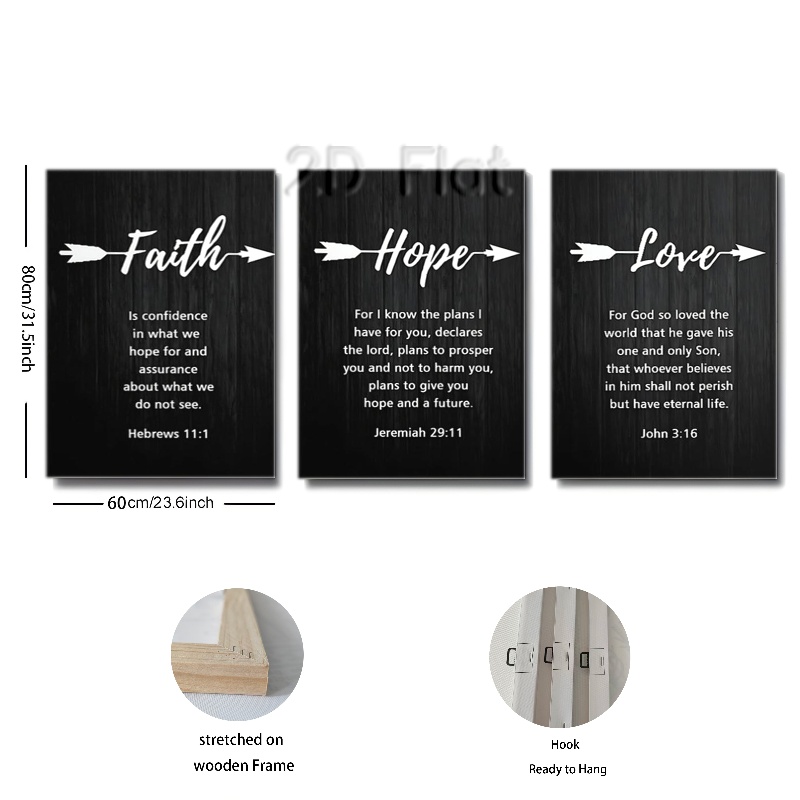 2D Flat
Faith
Is confidence
in what we
hope for and
assurance
about what we
do not see.
Hebrews 11:1
Hope
For I know the plans I
have for you, declares
the lord, plans to prosper
you and not to harm you,
plans to give you
hope and a future.
Jeremiah 29:11
Love
For God so loved the
world that he gave his
one and only Son,
that whoever believes
in him shall not perish
but have eternal life.
John 3:16
80cm/31.5inch
60cm/23.6inch
stretched on
wooden Frame
Hook
Ready to Hang